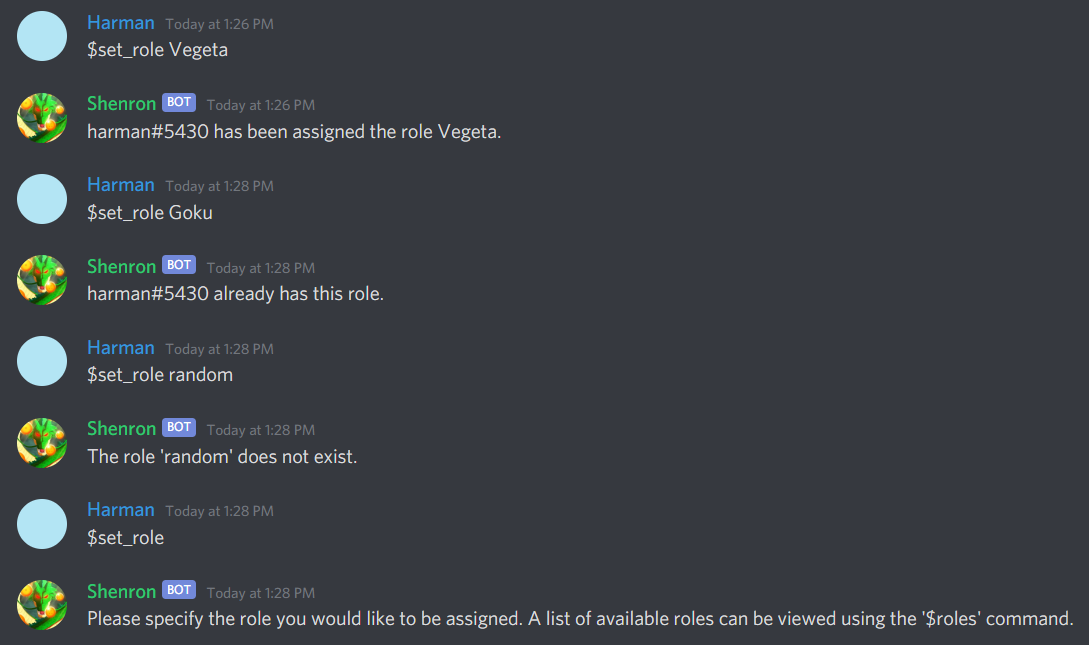 Harman Today at 1:26 PM
$set_role Vegeta
Shenron BOT Today at 1:26 PM
harman#5430 has been assigned the role Vegeta.
Harman Today at 1:28 PM
$set_role Goku
Shenron BOT Today at 1:28 PM
harman#5430 already has this role.
Harman Today at 1:28 PM
$set_role random
Shenron BOT Today at 1:28 PM
The role 'random' does not exist.
Harman Today at 1:28 PM
$set_role
Shenron BOT Today at 1:28 PM
Please specify the role you would like to be assigned. A list of available roles can be viewed using the '$roles' command.